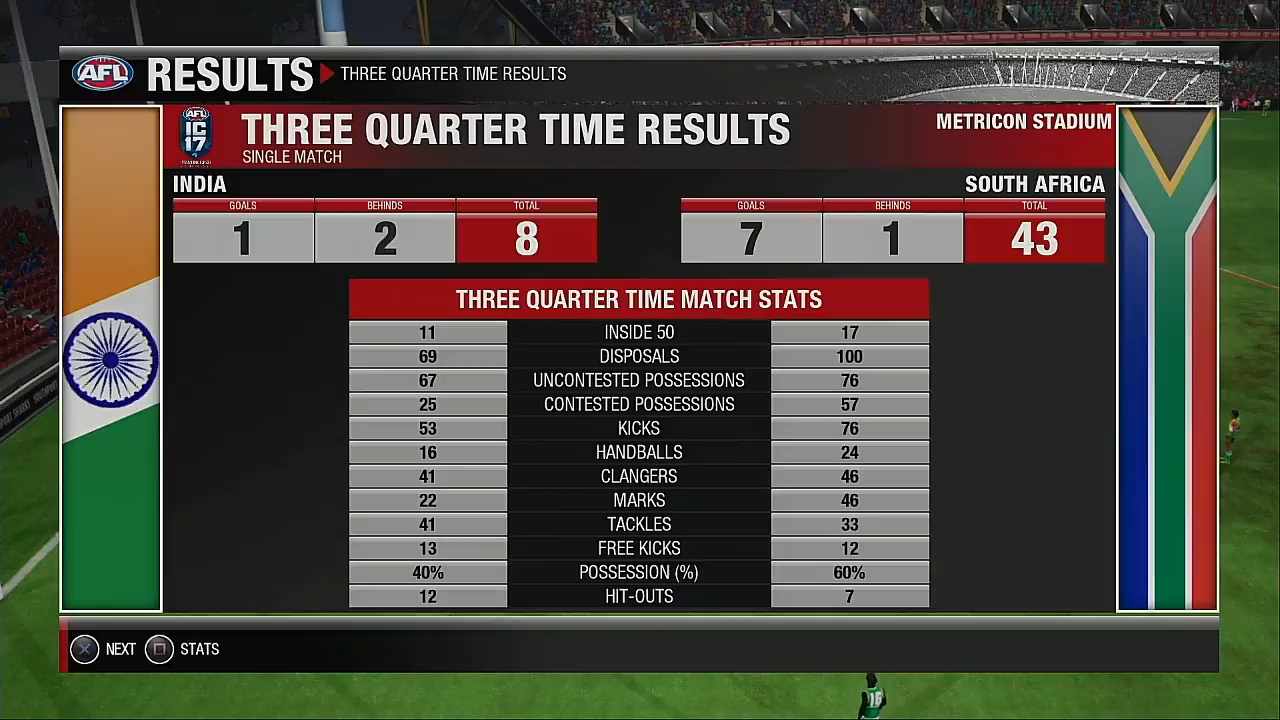 AFL RESULTS THREE QUARTER TIME RESULTS
AFL IC 17 THREE QUARTER TIME RESULTS METRICON STADIUM
SINGLE MATCH
INDIA SOUTH AFRICA
GOALS BEHINDS TOTAL GOALS BEHINDS TOTAL
1 2 8 7 1 43
THREE QUARTER TIME MATCH STATS
11 INSIDE 50 17
69 DISPOSALS 100
67 UNCONTESTED POSSESSIONS 76
25 CONTESTED POSSESSIONS 57
53 KICKS 76
16 HANDBALLS 24
41 CLANGERS 46
22 MARKS 46
41 TACKLES 33
13 FREE KICKS 12
40% POSSESSION (%) 60%
12 HIT-OUTS 7
NEXT STATS
16